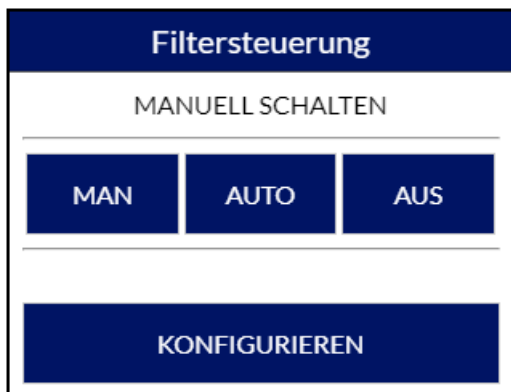 Filtersteuerung
MANUELL SCHALTEN
MAN AUTO AUS
KONFIGURIEREN